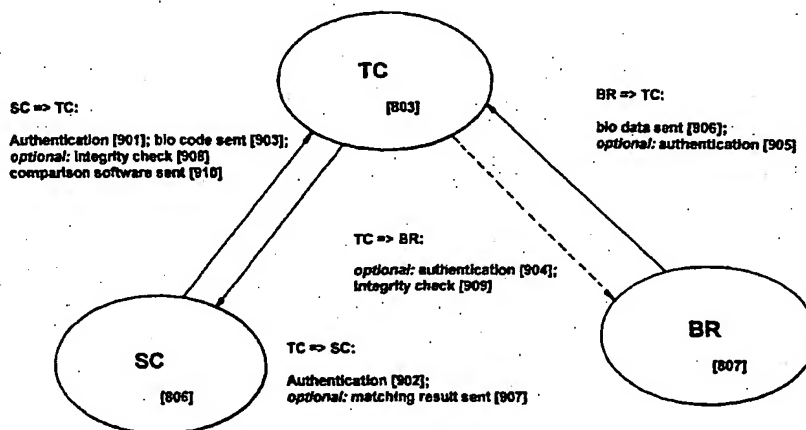 TC
[803]
SC => TC:
Authentication [901]; bio code sent [903];
optional: integrity check [908]
comparison software sent [910]
BR => TC:
bio data sent [906];
optional: authentication [905]
TC => BR:
optional: authentication [904];
integrity check [909]
SC
[806]
TC => SC:
Authentication [902];
optional: matching result sent [907]
BR
[807]